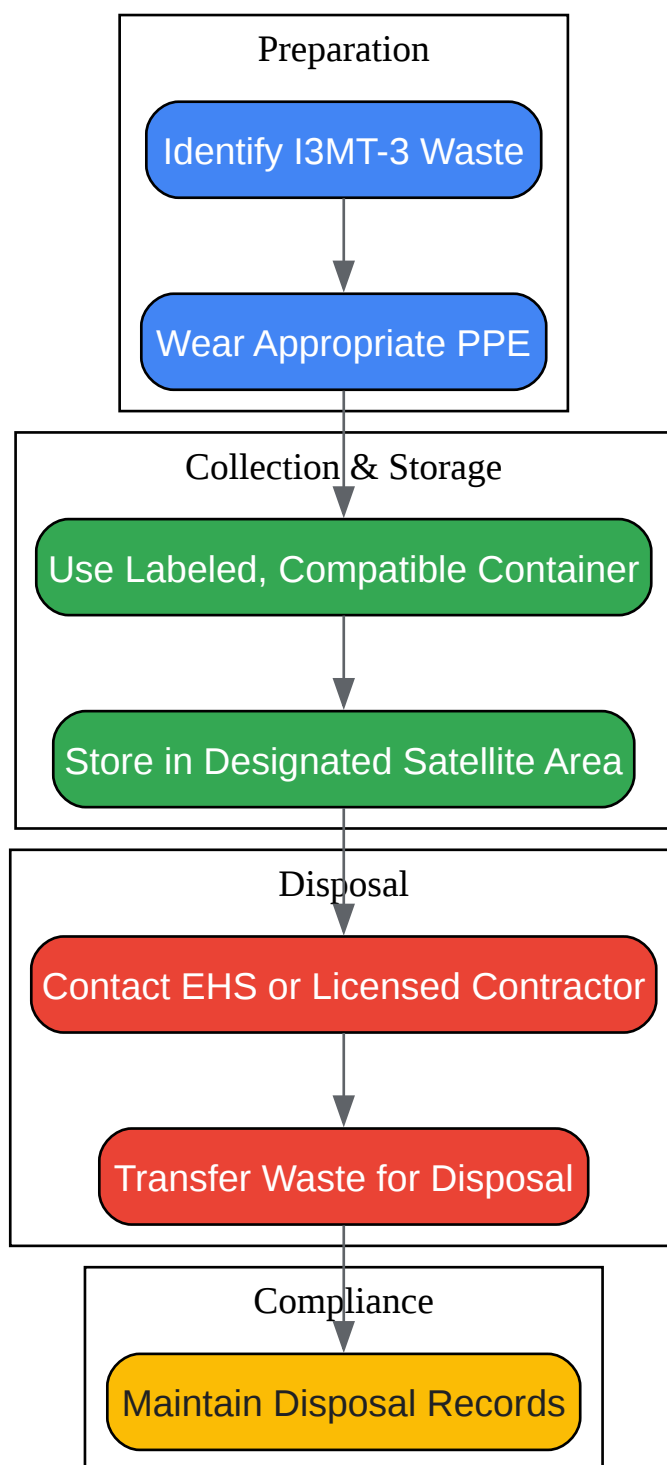 Preparation
Identify I3MT-3 Waste
Wear Appropriate PPE
Collection & Storage
Use Labeled, Compatible Container
Store in Designated Satellite Area
Disposal
Contact EHS or Licensed Contractor
Transfer Waste for Disposal
Compliance
Maintain Disposal Records